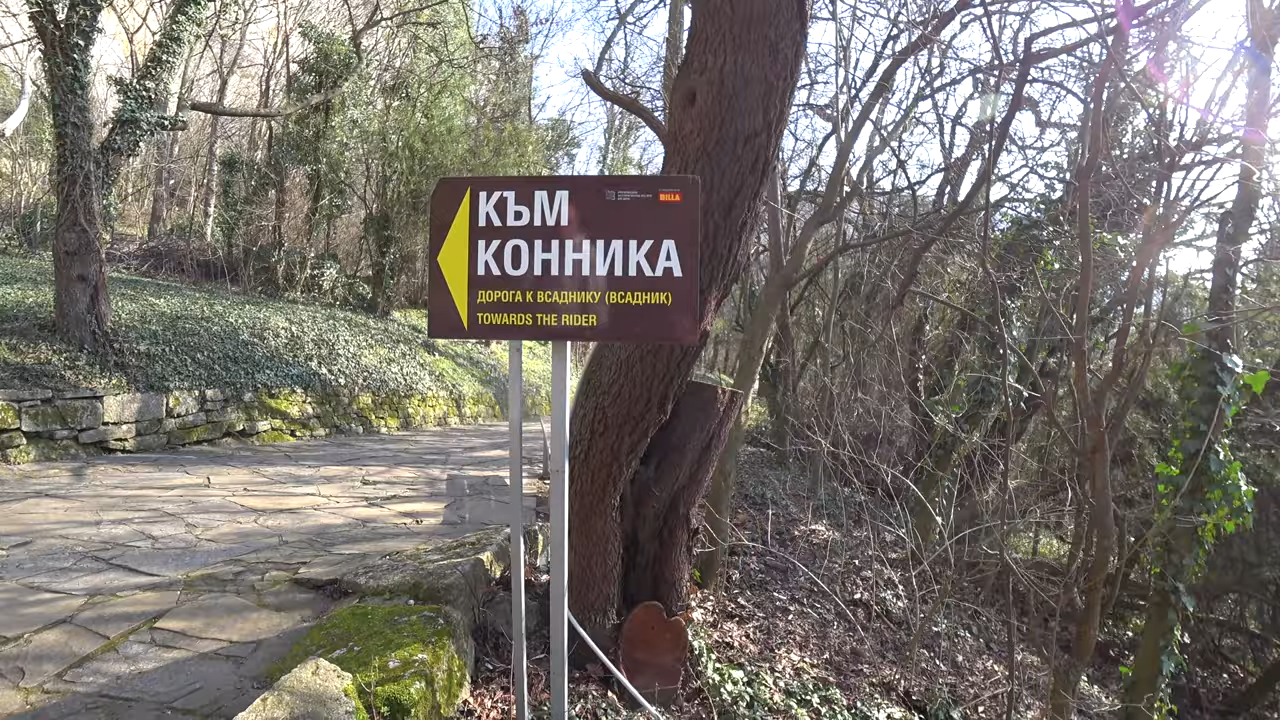 КЪМ
КОННИКА
ДОРОГА К ВСАДНИКУ (ВСАДНИК)
TOWARDS THE RIDER
BILLA